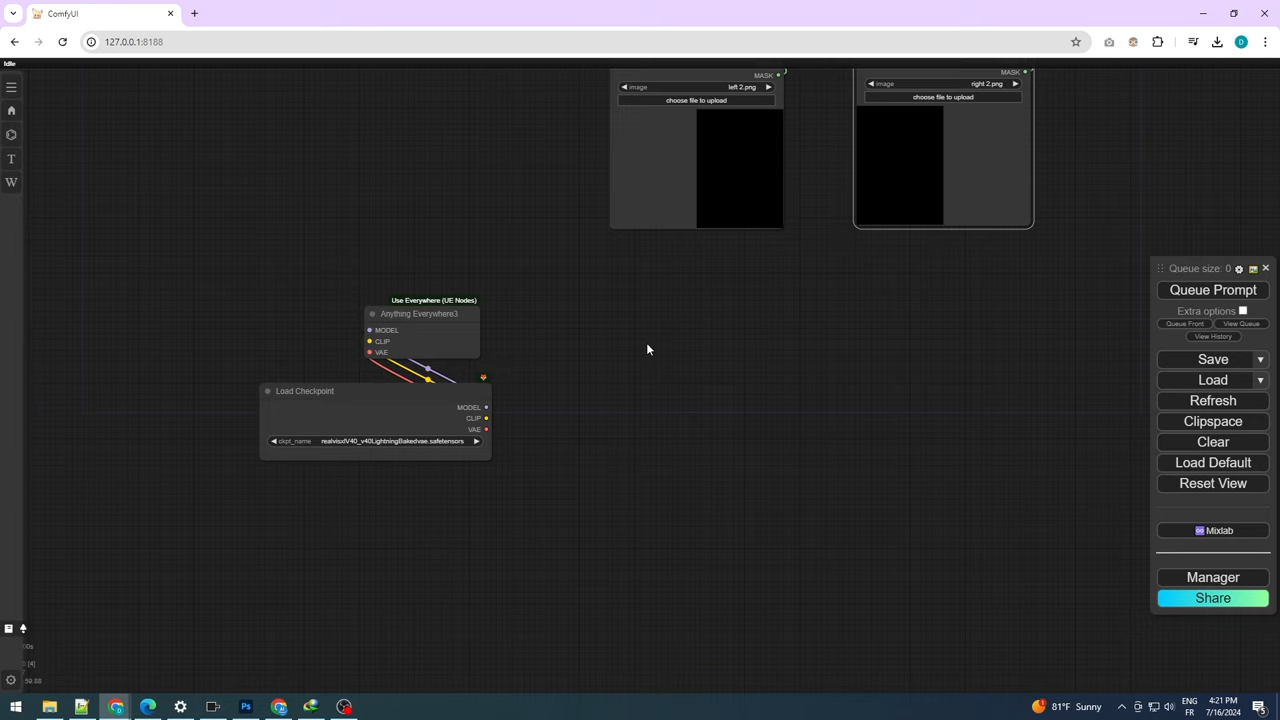 ComfyUI
127.0.0.1:8188
Idle
MASK
image
left 2.png
choose file to upload
MASK
image
right 2.png
choose file to upload
T
W
Queue size: 0
Queue Prompt
Extra options
Queue Front
View Queue
View History
Save
Load
Refresh
Clipspace
Clear
Load Default
Reset View
Mixlab
Manager
Share
Use Everywhere (UE Nodes)
Anything Everywhere3
MODEL
CLIP
VAE
Load Checkpoint
MODEL
CLIP
VAE
ckpt_name
realvisxlV40_v40LightningBakedvae.safetensors
00s
[4]
59.88
81°F Sunny
ENG
FR
4:21 PM
7/16/2024